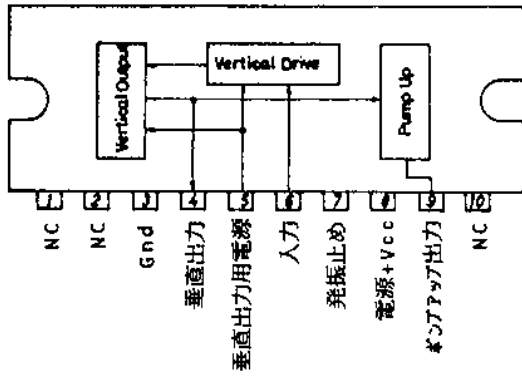 Vertical Output
Vertical Drive
Pump Up
1
2
3
4
5
6
7
8
9
10
NC
NC
Gnd
垂直出力
垂直出力用電源
入力
発振止め
電源+Vcc
ポンプアップ出力
NC